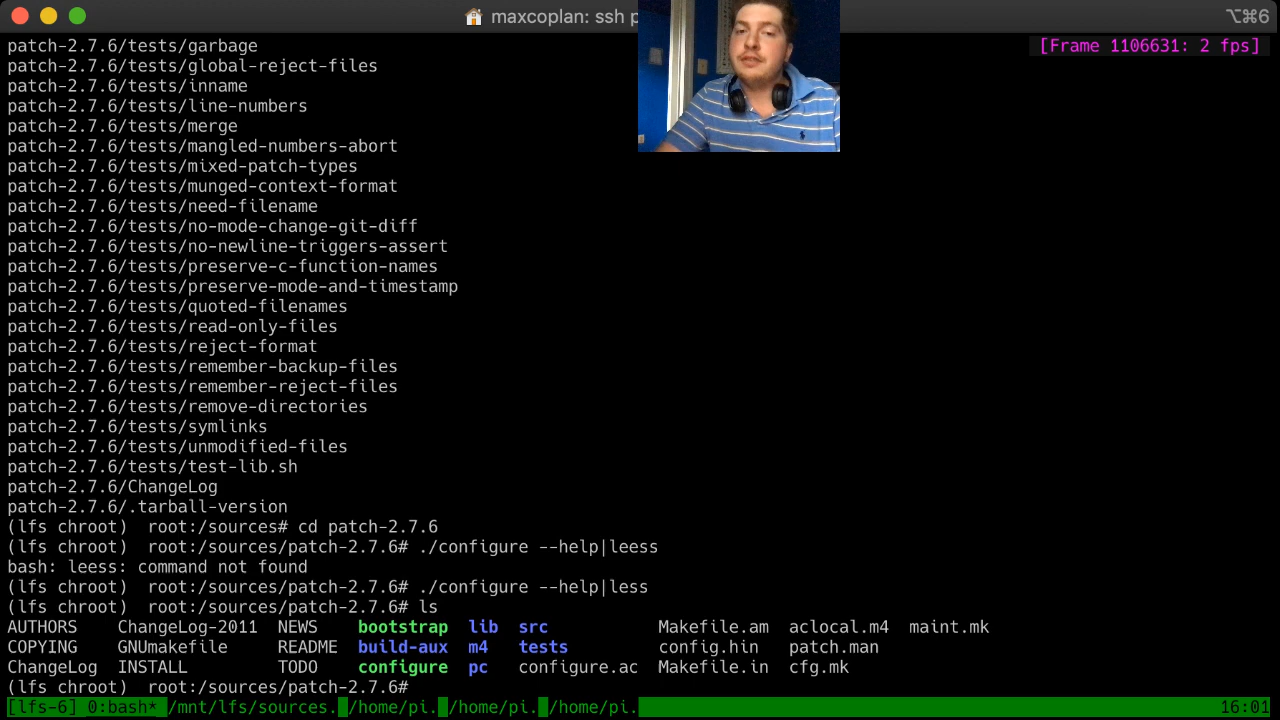 maxcoplan: ssh p
⌥⌘6
[Frame 1106631: 2 fps]
patch-2.7.6/tests/garbage
patch-2.7.6/tests/global-reject-files
patch-2.7.6/tests/inname
patch-2.7.6/tests/line-numbers
patch-2.7.6/tests/merge
patch-2.7.6/tests/mangled-numbers-abort
patch-2.7.6/tests/mixed-patch-types
patch-2.7.6/tests/munged-context-format
patch-2.7.6/tests/need-filename
patch-2.7.6/tests/no-mode-change-git-diff
patch-2.7.6/tests/no-newline-triggers-assert
patch-2.7.6/tests/preserve-c-function-names
patch-2.7.6/tests/preserve-mode-and-timestamp
patch-2.7.6/tests/quoted-filenames
patch-2.7.6/tests/read-only-files
patch-2.7.6/tests/reject-format
patch-2.7.6/tests/remember-backup-files
patch-2.7.6/tests/remember-reject-files
patch-2.7.6/tests/remove-directories
patch-2.7.6/tests/symlinks
patch-2.7.6/tests/unmodified-files
patch-2.7.6/tests/test-lib.sh
patch-2.7.6/ChangeLog
patch-2.7.6/.tarball-version
(lfs chroot)  root:/sources# cd patch-2.7.6
(lfs chroot)  root:/sources/patch-2.7.6# ./configure --help|leess
bash: leess: command not found
(lfs chroot)  root:/sources/patch-2.7.6# ./configure --help|less
(lfs chroot)  root:/sources/patch-2.7.6# ls
AUTHORS    ChangeLog-2011  NEWS    bootstrap  lib  src           Makefile.am  aclocal.m4  maint.mk
COPYING    GNUmakefile     README  build-aux  m4   tests         config.hin   patch.man
ChangeLog  INSTALL         TODO    configure  pc   configure.ac  Makefile.in  cfg.mk
(lfs chroot)  root:/sources/patch-2.7.6#
[lfs-6] 0:bash* /mnt/lfs/sources. /home/pi. /home/pi. /home/pi. 16:01